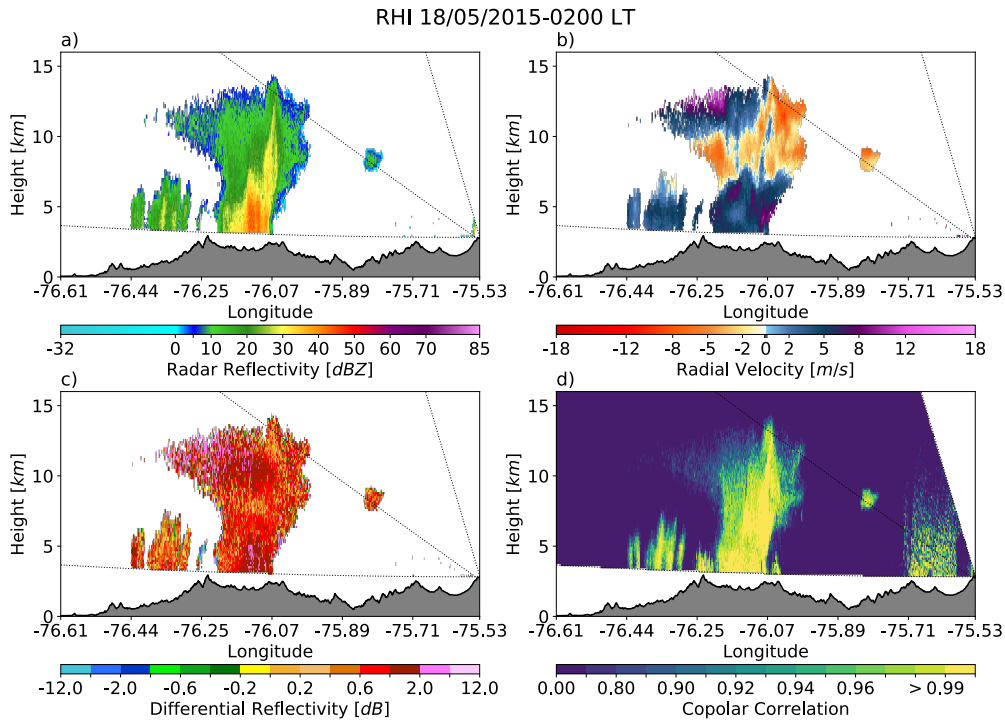 RHI 18/05/2015-0200 LT
a)
15
10
5
0
Height [km]
-76.61 -76.44 -76.25 -76.07 -75.89 -75.71 -75.53
Longitude
-32 0 5 10 20 30 40 50 60 70 85
Radar Reflectivity [dBZ]
b)
15
10
5
0
Height [km]
-76.61 -76.44 -76.25 -76.07 -75.89 -75.71 -75.53
Longitude
-18 -12 -8 -5 -2 0 2 5 8 12 18
Radial Velocity [m/s]
c)
15
10
5
0
Height [km]
-76.61 -76.44 -76.25 -76.07 -75.89 -75.71 -75.53
Longitude
-12.0 -2.0 -0.6 -0.2 0.2 0.6 2.0 12.0
Differential Reflectivity [dB]
d)
15
10
5
0
Height [km]
-76.61 -76.44 -76.25 -76.07 -75.89 -75.71 -75.53
Longitude
0.00 0.80 0.90 0.92 0.94 0.96 > 0.99
Copolar Correlation